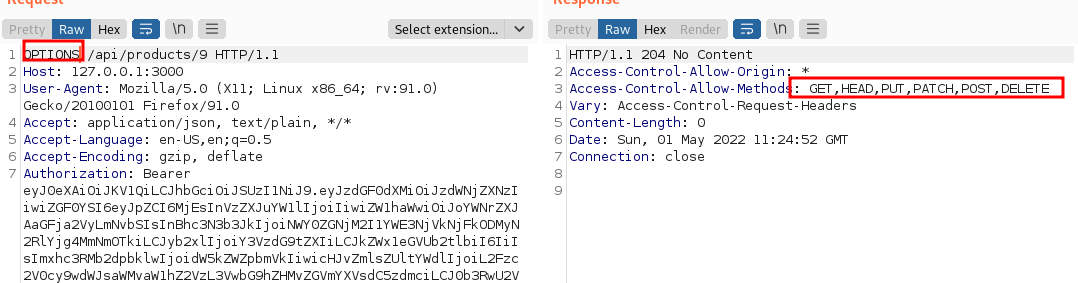 Request
Pretty Raw Hex \n Select extension...
1 OPTIONS /api/products/9 HTTP/1.1
2 Host: 127.0.0.1:3000
3 User-Agent: Mozilla/5.0 (X11; Linux x86_64; rv:91.0)
Gecko/20100101 Firefox/91.0
4 Accept: application/json, text/plain, */*
5 Accept-Language: en-US,en;q=0.5
6 Accept-Encoding: gzip, deflate
7 Authorization: Bearer
eyJ0eXAiOiJKV1QiLCJhbGciOiJSUzI1NiJ9.eyJzdGF0dXMiOiJzdWNjZXNzI
iwiZGF0YSI6eyJpZCI6MjEsInVzZXJuYW1lIjoiIiwiZW1haWwiOiJoYWNrZXJ
AaGFja2VyLmNvbSIsInBhc3N3b3JkIjoiNWY0ZGNjM2I1YWE3NjVkNjFkODMyN
2RlYjg4MmNmOTkiLCJyb2xlIjoiY3VzdG9tZXIiLCJkZWx1eGVUb2tlbiI6IiI
sImxhc3RMb2dpbklwIjoidW5kZWZpbmVkIiwicHJvZmlsZUltYWdlIjoiL2Fzc
2V0cy9wdWJsaWMvaW1hZ2VzL3VwbG9hZHMvZGVmYXVsdC5zdmciLCJ0b3RwU2V
Response
Pretty Raw Hex Render \n
1 HTTP/1.1 204 No Content
2 Access-Control-Allow-Origin: *
3 Access-Control-Allow-Methods: GET,HEAD,PUT,PATCH,POST,DELETE
4 Vary: Access-Control-Request-Headers
5 Content-Length: 0
6 Date: Sun, 01 May 2022 11:24:52 GMT
7 Connection: close
8
9